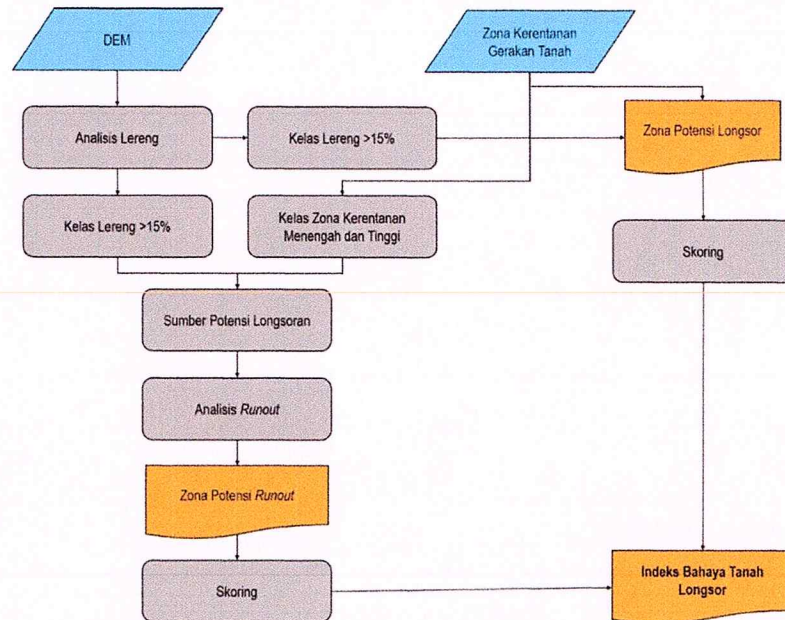 DEM
Zona Kerentanan
Gerakan Tanah
Analisis Lereng
Kelas Lereng >15%
Zona Potensi Longsor
Kelas Lereng >15%
Kelas Zona Kerentanan
Menengah dan Tinggi
Skoring
Sumber Potensi Longsoran
Analisis Runout
Zona Potensi Runout
Skoring
Indeks Bahaya Tanah
Longsor